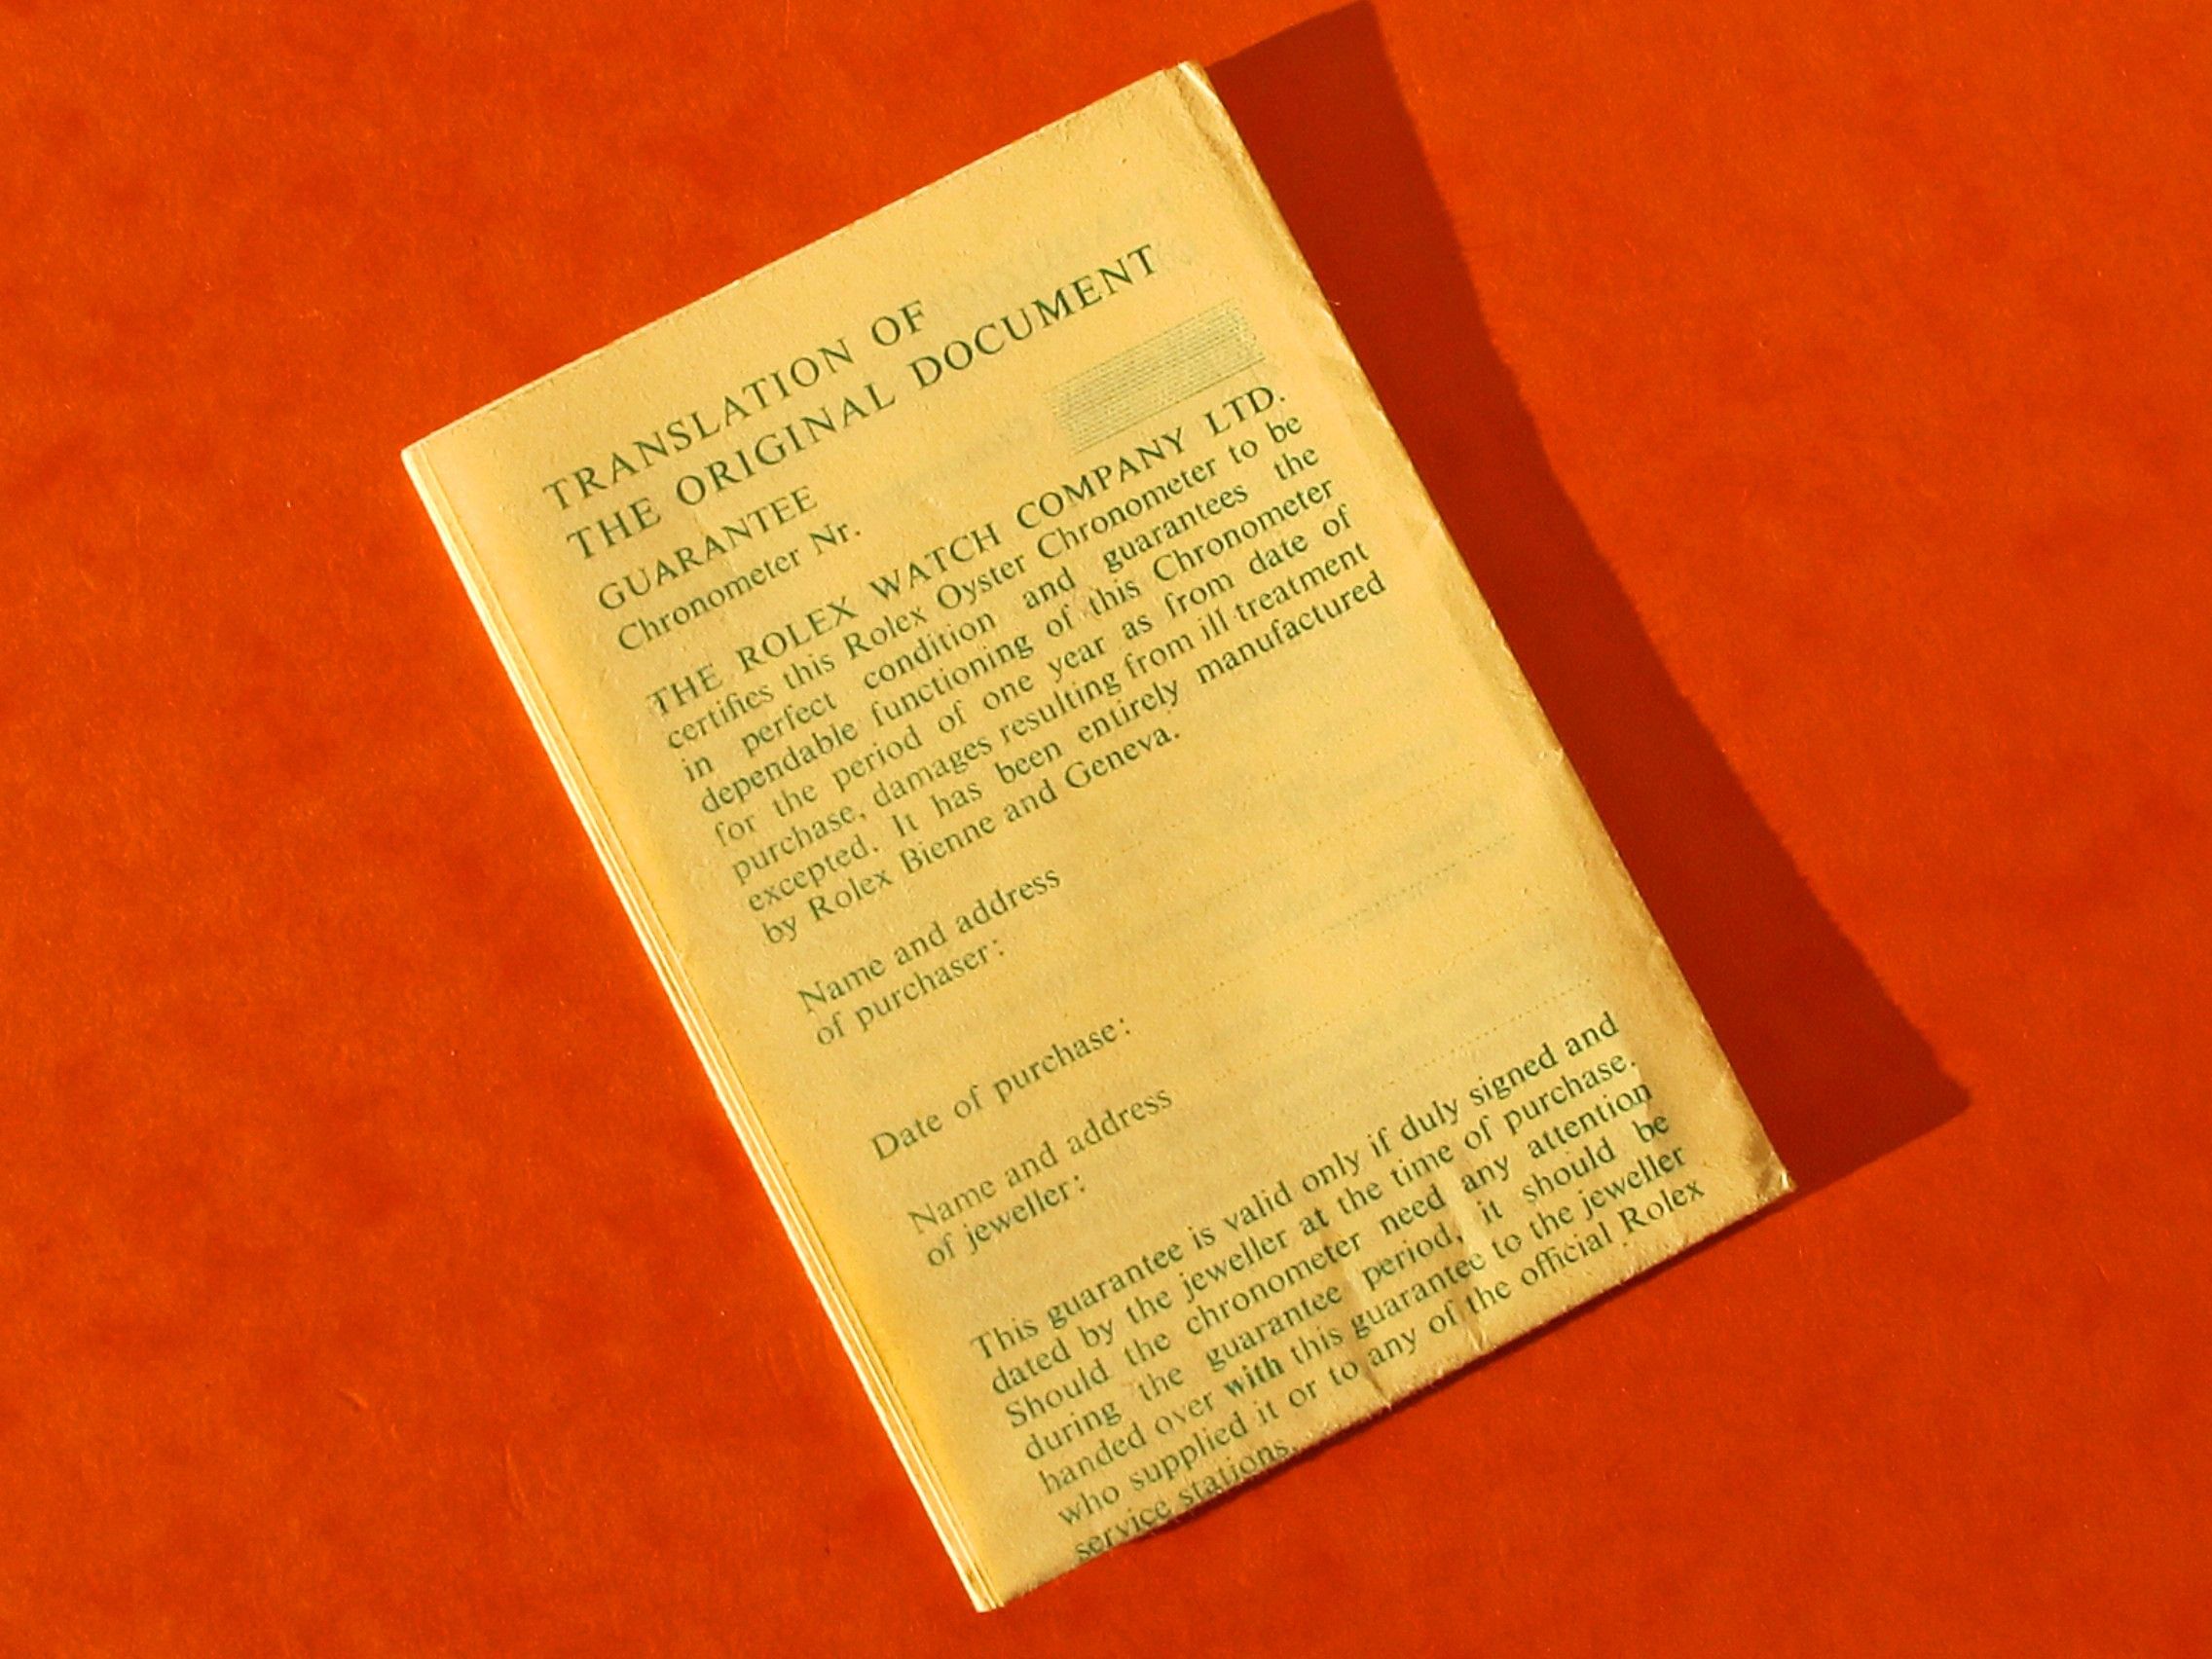 TRANSLATION OF
THE ORIGINAL DOCUMENT
GUARANTEE
Chronometer Nr.
THE ROLEX WATCH COMPANY LTD.
certifies this Rolex Oyster Chronometer to be
in perfect condition and guarantees the
dependable functioning of this Chronometer
for the period of one year as from date of
purchase, damages resulting from ill treatment
excepted. It has been entirely manufactured
by Rolex Bienne and Geneva.
Name and address
of purchaser:
Date of purchase:
Name and address
of jeweller:
This guarantee is valid only if duly signed and
dated by the jeweller at the time of purchase.
Should the chronometer need any attention
during the guarantee period, it should be
handed over with this guarantee to the jeweller
who supplied it or to any of the official Rolex
service stations.